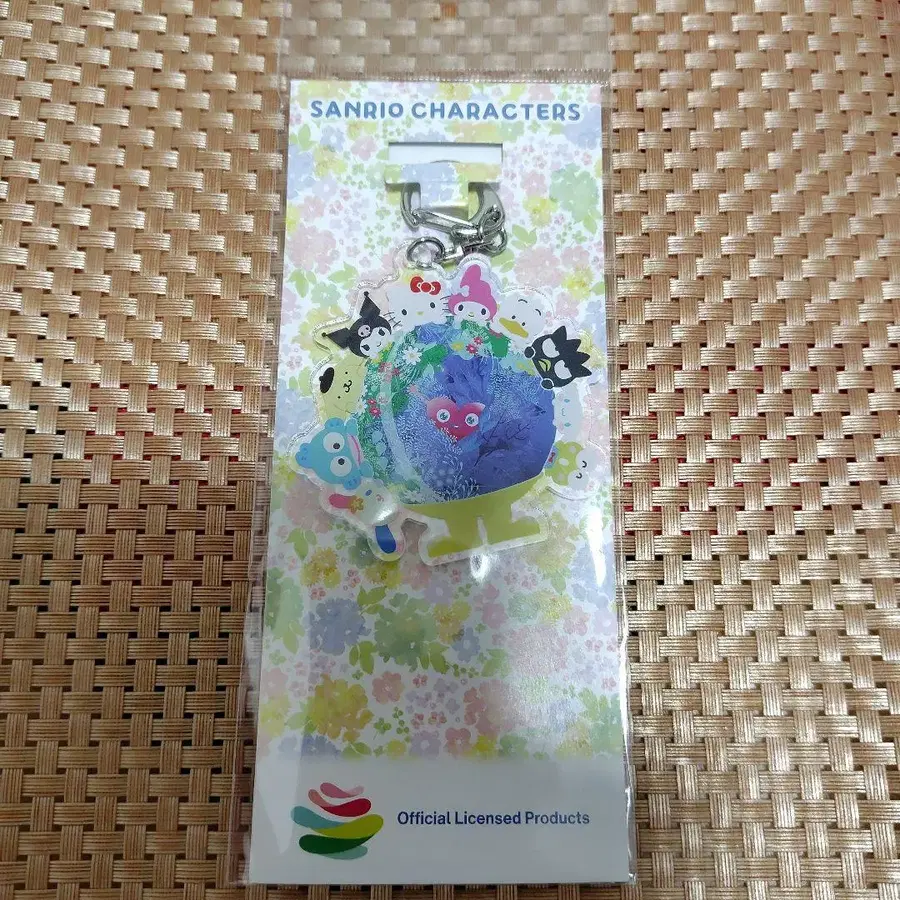 SANRIO CHARACTERS
Official Licensed Products